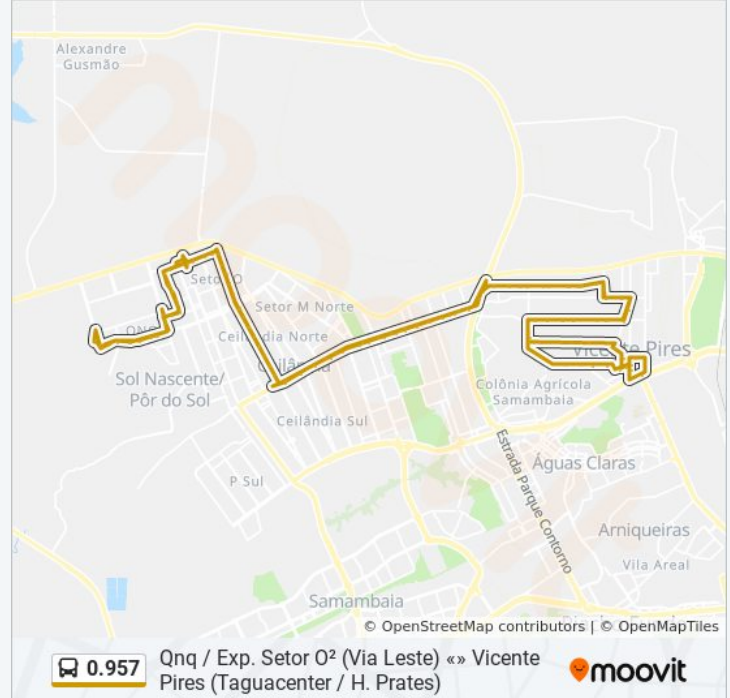 Alexandre
Gusmão
Setor O
Setor M Norte
QNQ
Ceilândia Norte
Vicente Pires
Ceilândia
Sol Nascente/
Pôr do Sol
Colônia Agrícola
Samambaia
Ceilândia Sul
Águas Claras
P Sul
Estrada Parque Contorno
Arniqueiras
Vila Areal
Samambaia
© OpenStreetMap contributors | © OpenMapTiles
0.957
Qnq / Exp. Setor O² (Via Leste) «» Vicente
Pires (Taguacenter / H. Prates)
moovit